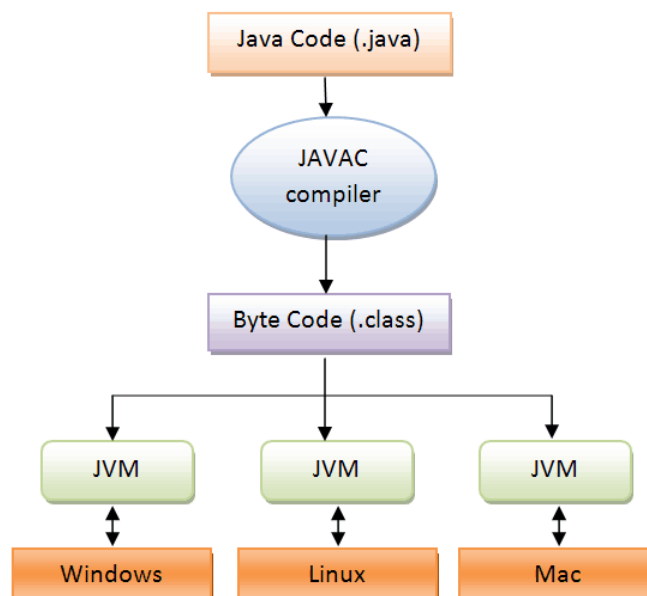 Java Code (.java)
JAVAC
compiler
Byte Code (.class)
JVM
JVM
JVM
Windows
Linux
Mac